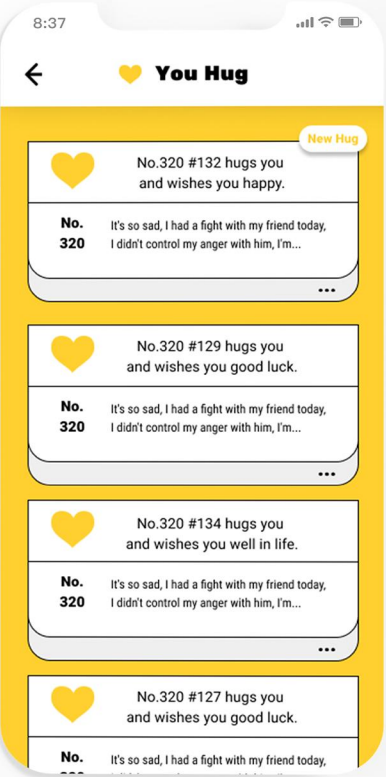 8:37
You Hug
New Hug
No.320 #132 hugs you
and wishes you happy.
No.
320
It's so sad, I had a fight with my friend today,
I didn't control my anger with him, I'm...
No.320 #129 hugs you
and wishes you good luck.
No.
320
It's so sad, I had a fight with my friend today,
I didn't control my anger with him, I'm...
No.320 #134 hugs you
and wishes you well in life.
No.
320
It's so sad, I had a fight with my friend today,
I didn't control my anger with him, I'm...
No.320 #127 hugs you
and wishes you good luck.
No.
It's so sad, I had a fight with my friend today,